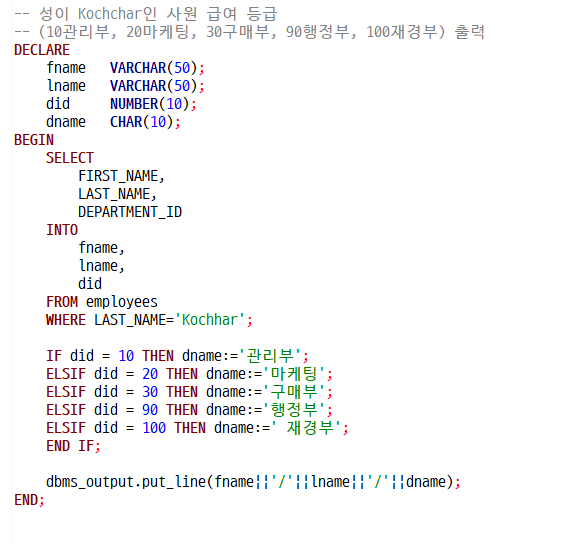 -- 성이 Kochchar인 사원 급여 등급
-- (10관리부, 20마케팅, 30구매부, 90행정부, 100재경부) 출력
DECLARE
    fname   VARCHAR(50);
    lname   VARCHAR(50);
    did     NUMBER(10);
    dname   CHAR(10);
BEGIN
    SELECT
        FIRST_NAME,
        LAST_NAME,
        DEPARTMENT_ID
    INTO
        fname,
        lname,
        did
    FROM employees
    WHERE LAST_NAME='Kochhar';

    IF did = 10 THEN dname:='관리부';
    ELSIF did = 20 THEN dname:='마케팅';
    ELSIF did = 30 THEN dname:='구매부';
    ELSIF did = 90 THEN dname:='행정부';
    ELSIF did = 100 THEN dname:=' 재경부';
    END IF;

    dbms_output.put_line(fname||'/'||lname||'/'||dname);
END;